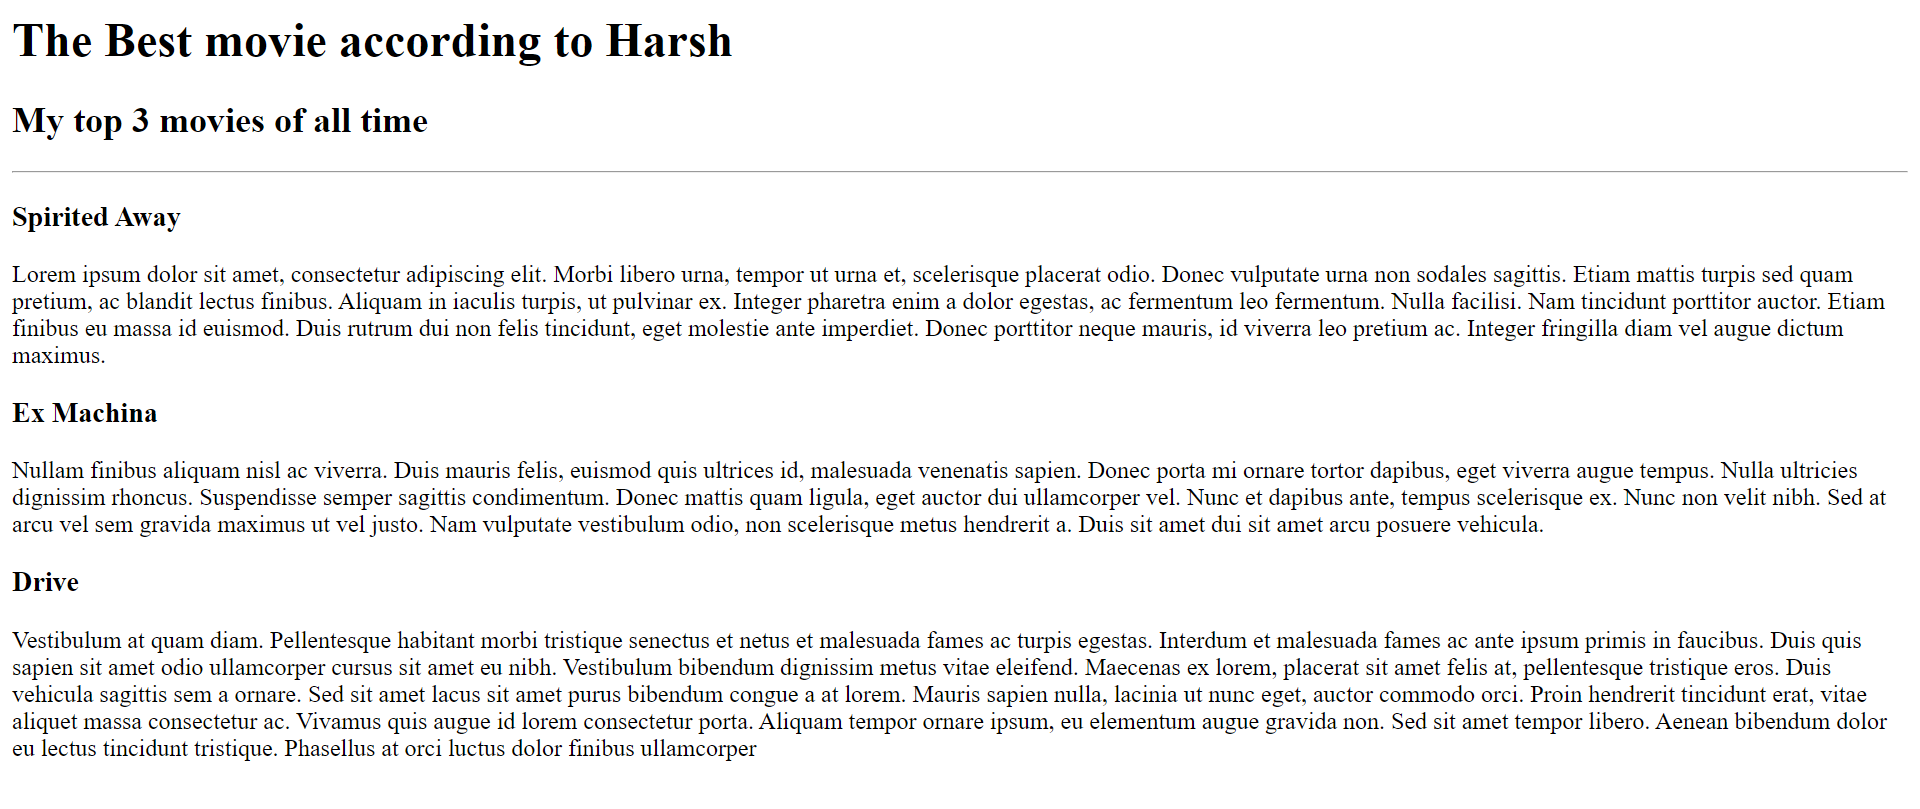 The Best movie according to Harsh
My top 3 movies of all time
Spirited Away
Lorem ipsum dolor sit amet, consectetur adipiscing elit. Morbi libero urna, tempor ut urna et, scelerisque placerat odio. Donec vulputate urna non sodales sagittis. Etiam mattis turpis sed quam
pretium, ac blandit lectus finibus. Aliquam in iaculis turpis, ut pulvinar ex. Integer pharetra enim a dolor egestas, ac fermentum leo fermentum. Nulla facilisi. Nam tincidunt porttitor auctor. Etiam
finibus eu massa id euismod. Duis rutrum dui non felis tincidunt, eget molestie ante imperdiet. Donec porttitor neque mauris, id viverra leo pretium ac. Integer fringilla diam vel augue dictum
maximus.
Ex Machina
Nullam finibus aliquam nisl ac viverra. Duis mauris felis, euismod quis ultrices id, malesuada venenatis sapien. Donec porta mi ornare tortor dapibus, eget viverra augue tempus. Nulla ultricies
dignissim rhoncus. Suspendisse semper sagittis condimentum. Donec mattis quam ligula, eget auctor dui ullamcorper vel. Nunc et dapibus ante, tempus scelerisque ex. Nunc non velit nibh. Sed at
arcu vel sem gravida maximus ut vel justo. Nam vulputate vestibulum odio, non scelerisque metus hendrerit a. Duis sit amet dui sit amet arcu posuere vehicula.
Drive
Vestibulum at quam diam. Pellentesque habitant morbi tristique senectus et netus et malesuada fames ac turpis egestas. Interdum et malesuada fames ac ante ipsum primis in faucibus. Duis quis
sapien sit amet odio ullamcorper cursus sit amet eu nibh. Vestibulum bibendum dignissim metus vitae eleifend. Maecenas ex lorem, placerat sit amet felis at, pellentesque tristique eros. Duis
vehicula sagittis sem a ornare. Sed sit amet lacus sit amet purus bibendum congue a at lorem. Mauris sapien nulla, lacinia ut nunc eget, auctor commodo orci. Proin hendrerit tincidunt erat, vitae
aliquet massa consectetur ac. Vivamus quis augue id lorem consectetur porta. Aliquam tempor ornare ipsum, eu elementum augue gravida non. Sed sit amet tempor libero. Aenean bibendum dolor
eu lectus tincidunt tristique. Phasellus at orci luctus dolor finibus ullamcorper